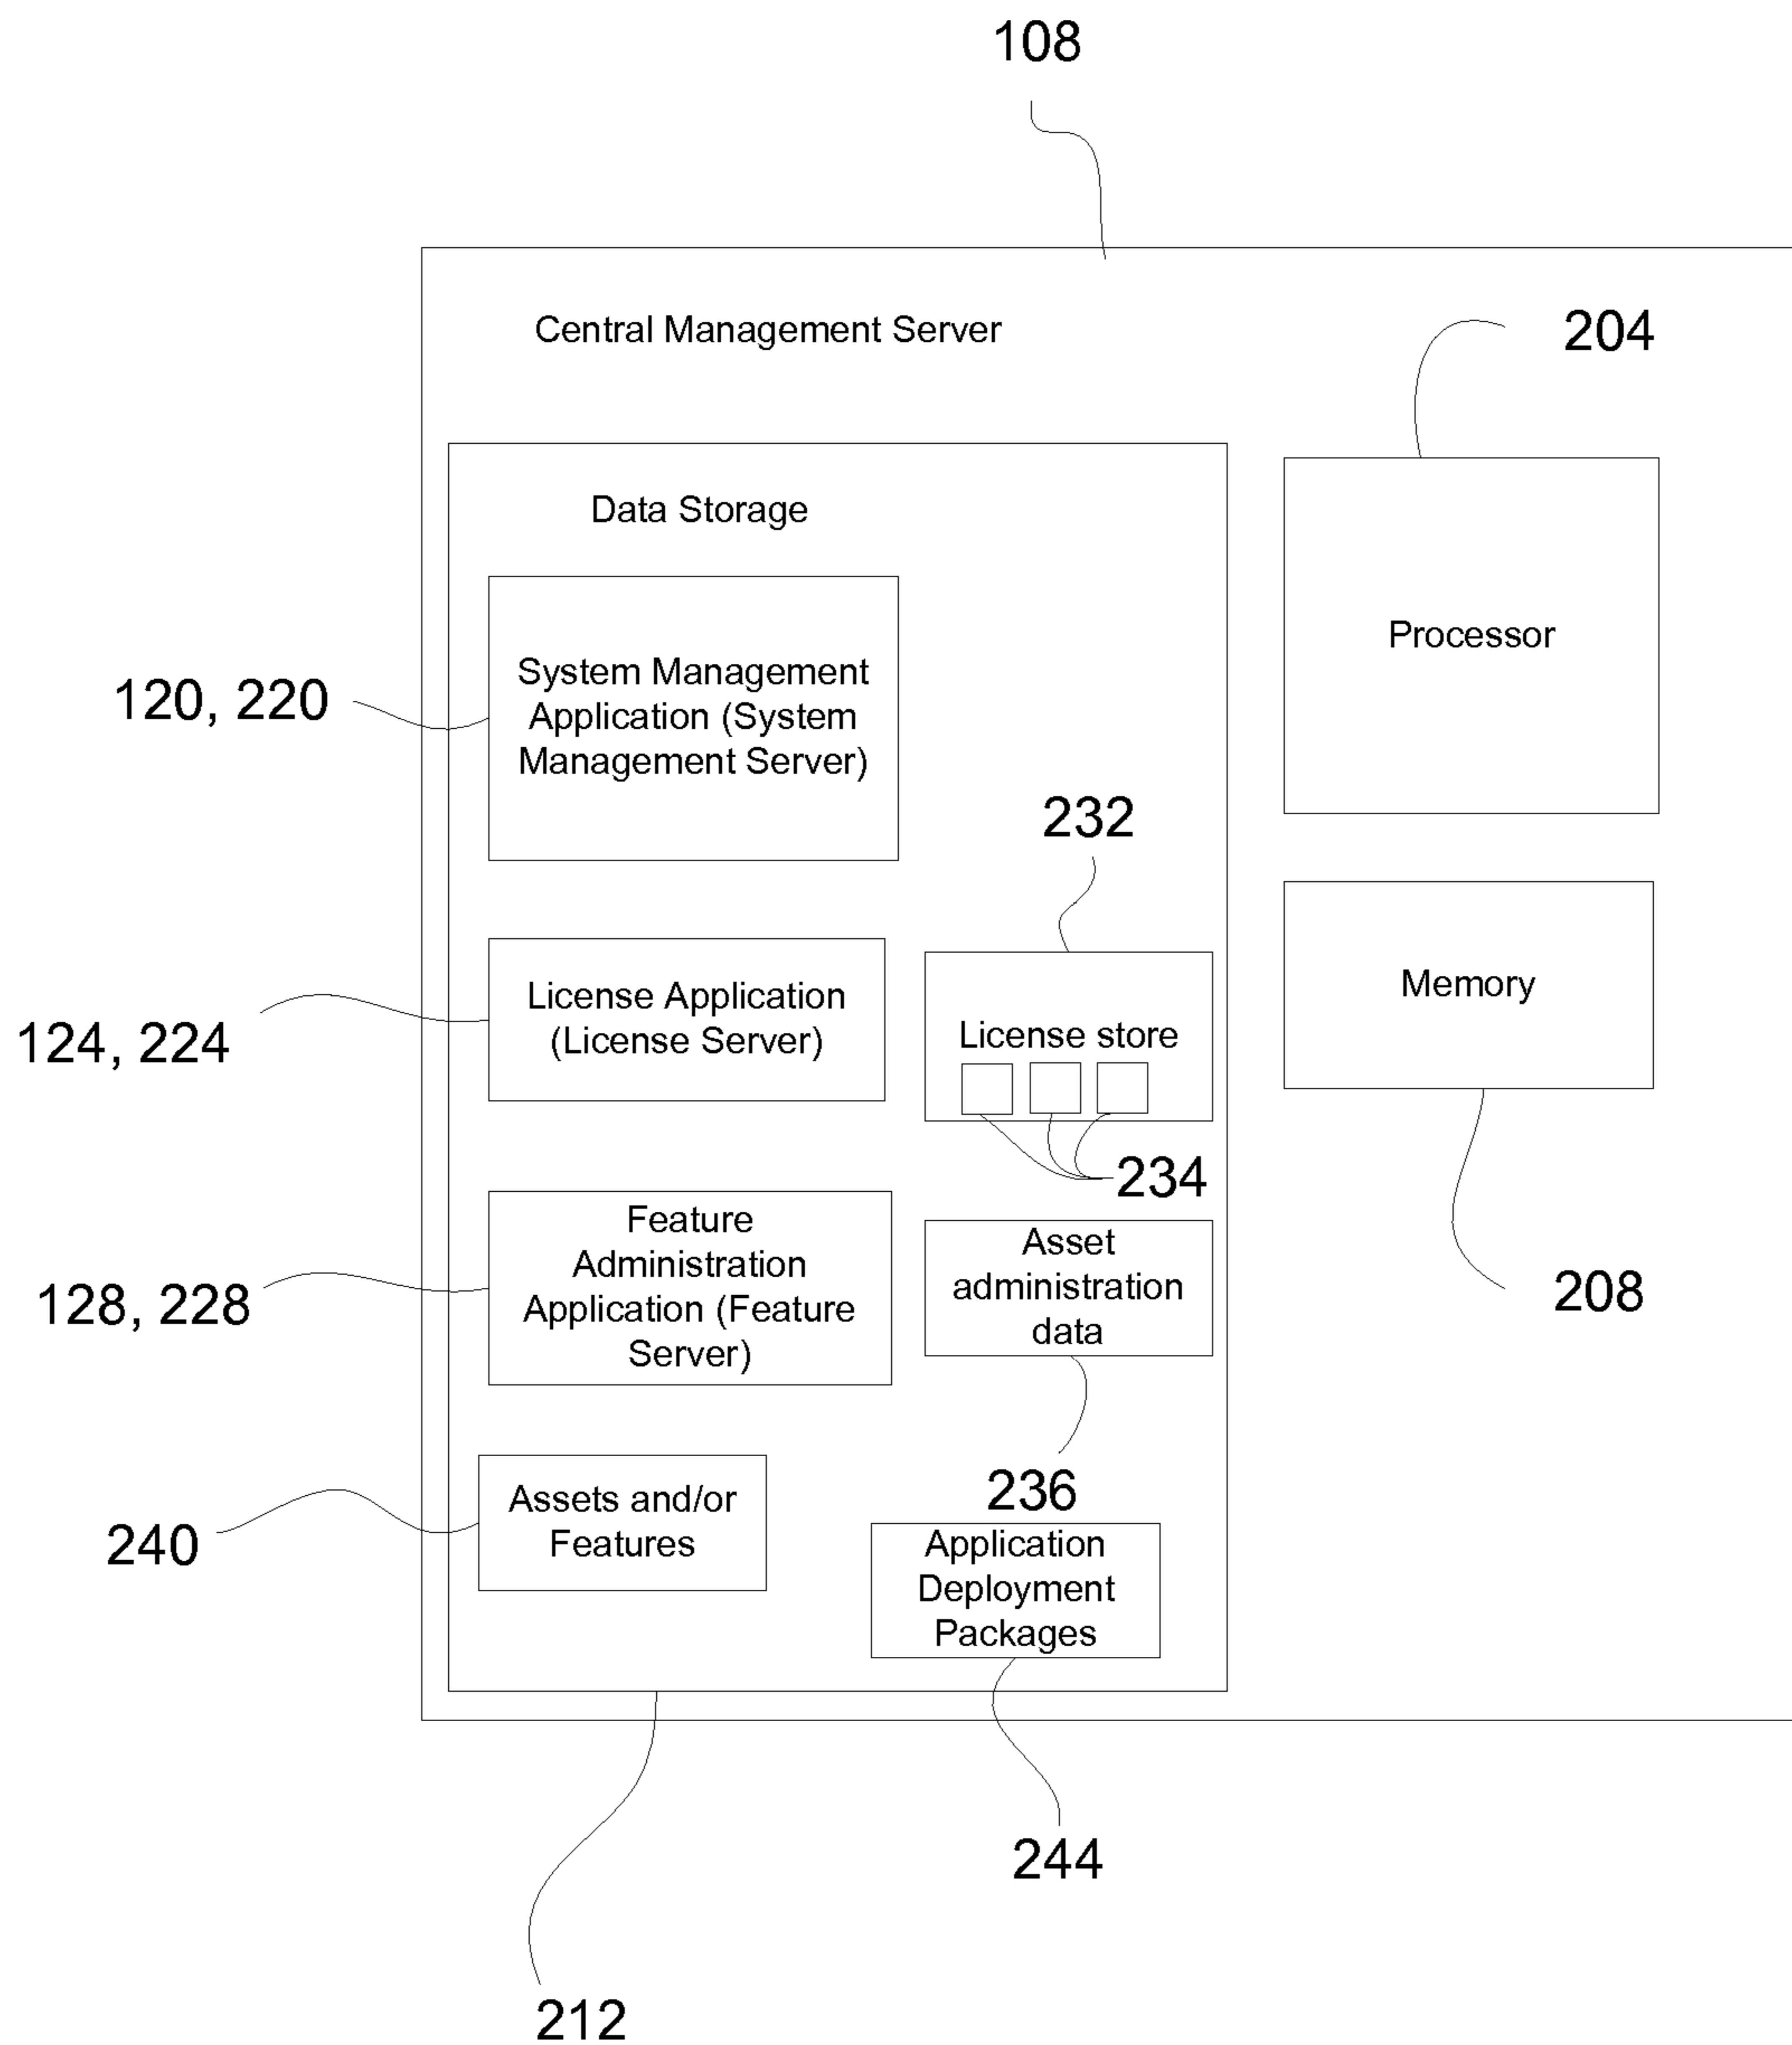 108
Central Management Server
204
Data Storage
Processor
System Management
Application (System
Management Server)
120, 220
232
Memory
License Application
(License Server)
124, 224
License store
234
Feature
Administration
Application (Feature
Server)
128, 228
Asset
administration
data
208
236
Assets and/or
Features
240
Application
Deployment
Packages
244
212